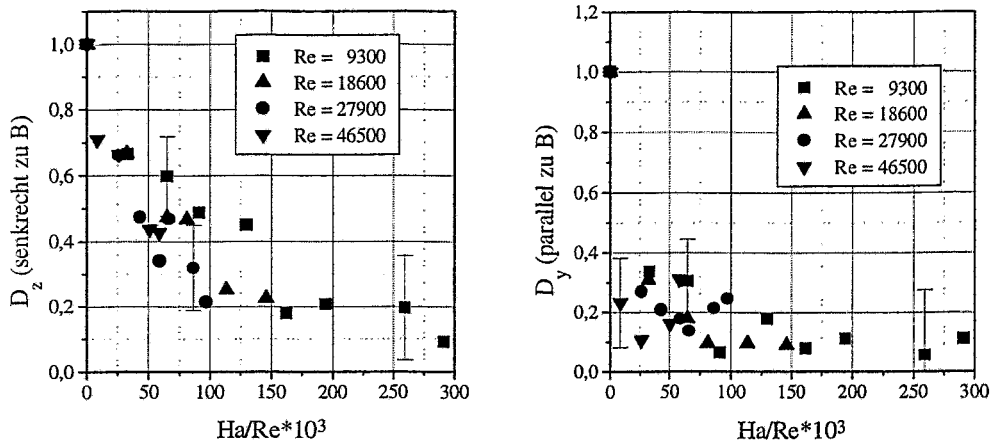 1,0
0,8
0,6
0,4
0,2
0,0
D_z (senkrecht zu B)
Re = 9300
Re = 18600
Re = 27900
Re = 46500
0 50 100 150 200 250 300
Ha/Re*10³
1,2
1,0
0,8
0,6
0,4
0,2
0,0
D_y (parallel zu B)
Re = 9300
Re = 18600
Re = 27900
Re = 46500
0 50 100 150 200 250 300
Ha/Re*10³